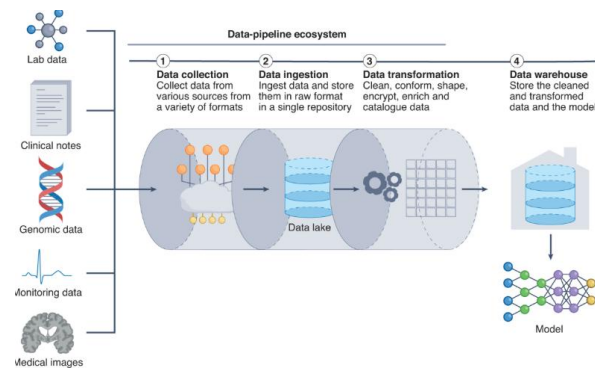 Data-pipeline ecosystem
1
Data collection
Collect data from
various sources from
a variety of formats
2
Data ingestion
Ingest data and store
them in raw format
in a single repository
3
Data transformation
Clean, conform, shape,
encrypt, enrich and
catalogue data
4
Data warehouse
Store the cleaned
and transformed
data and the model
Lab data
Clinical notes
Genomic data
Monitoring data
Medical images
Data lake
Model